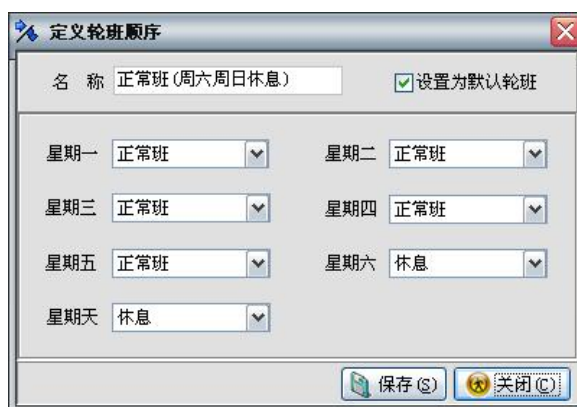 定义轮班顺序
名 称 正常班(周六周日休息) 设置为默认轮班
星期一 正常班 星期二 正常班
星期三 正常班 星期四 正常班
星期五 正常班 星期六 休息
星期天 休息
保存(S) 关闭(C)